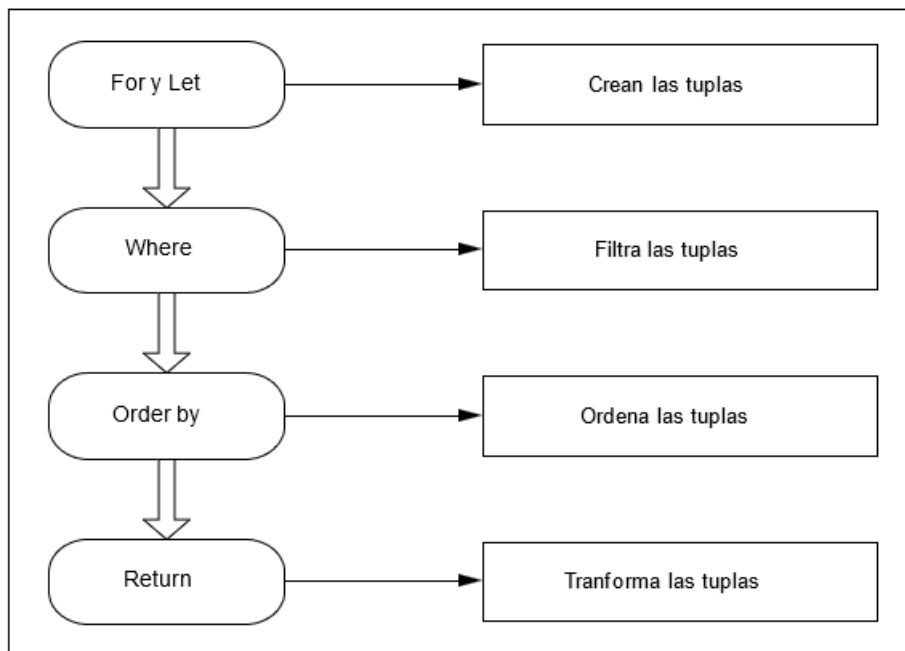 For y Let
Crean las tuplas
Where
Filtra las tuplas
Order by
Ordena las tuplas
Return
Tranforma las tuplas